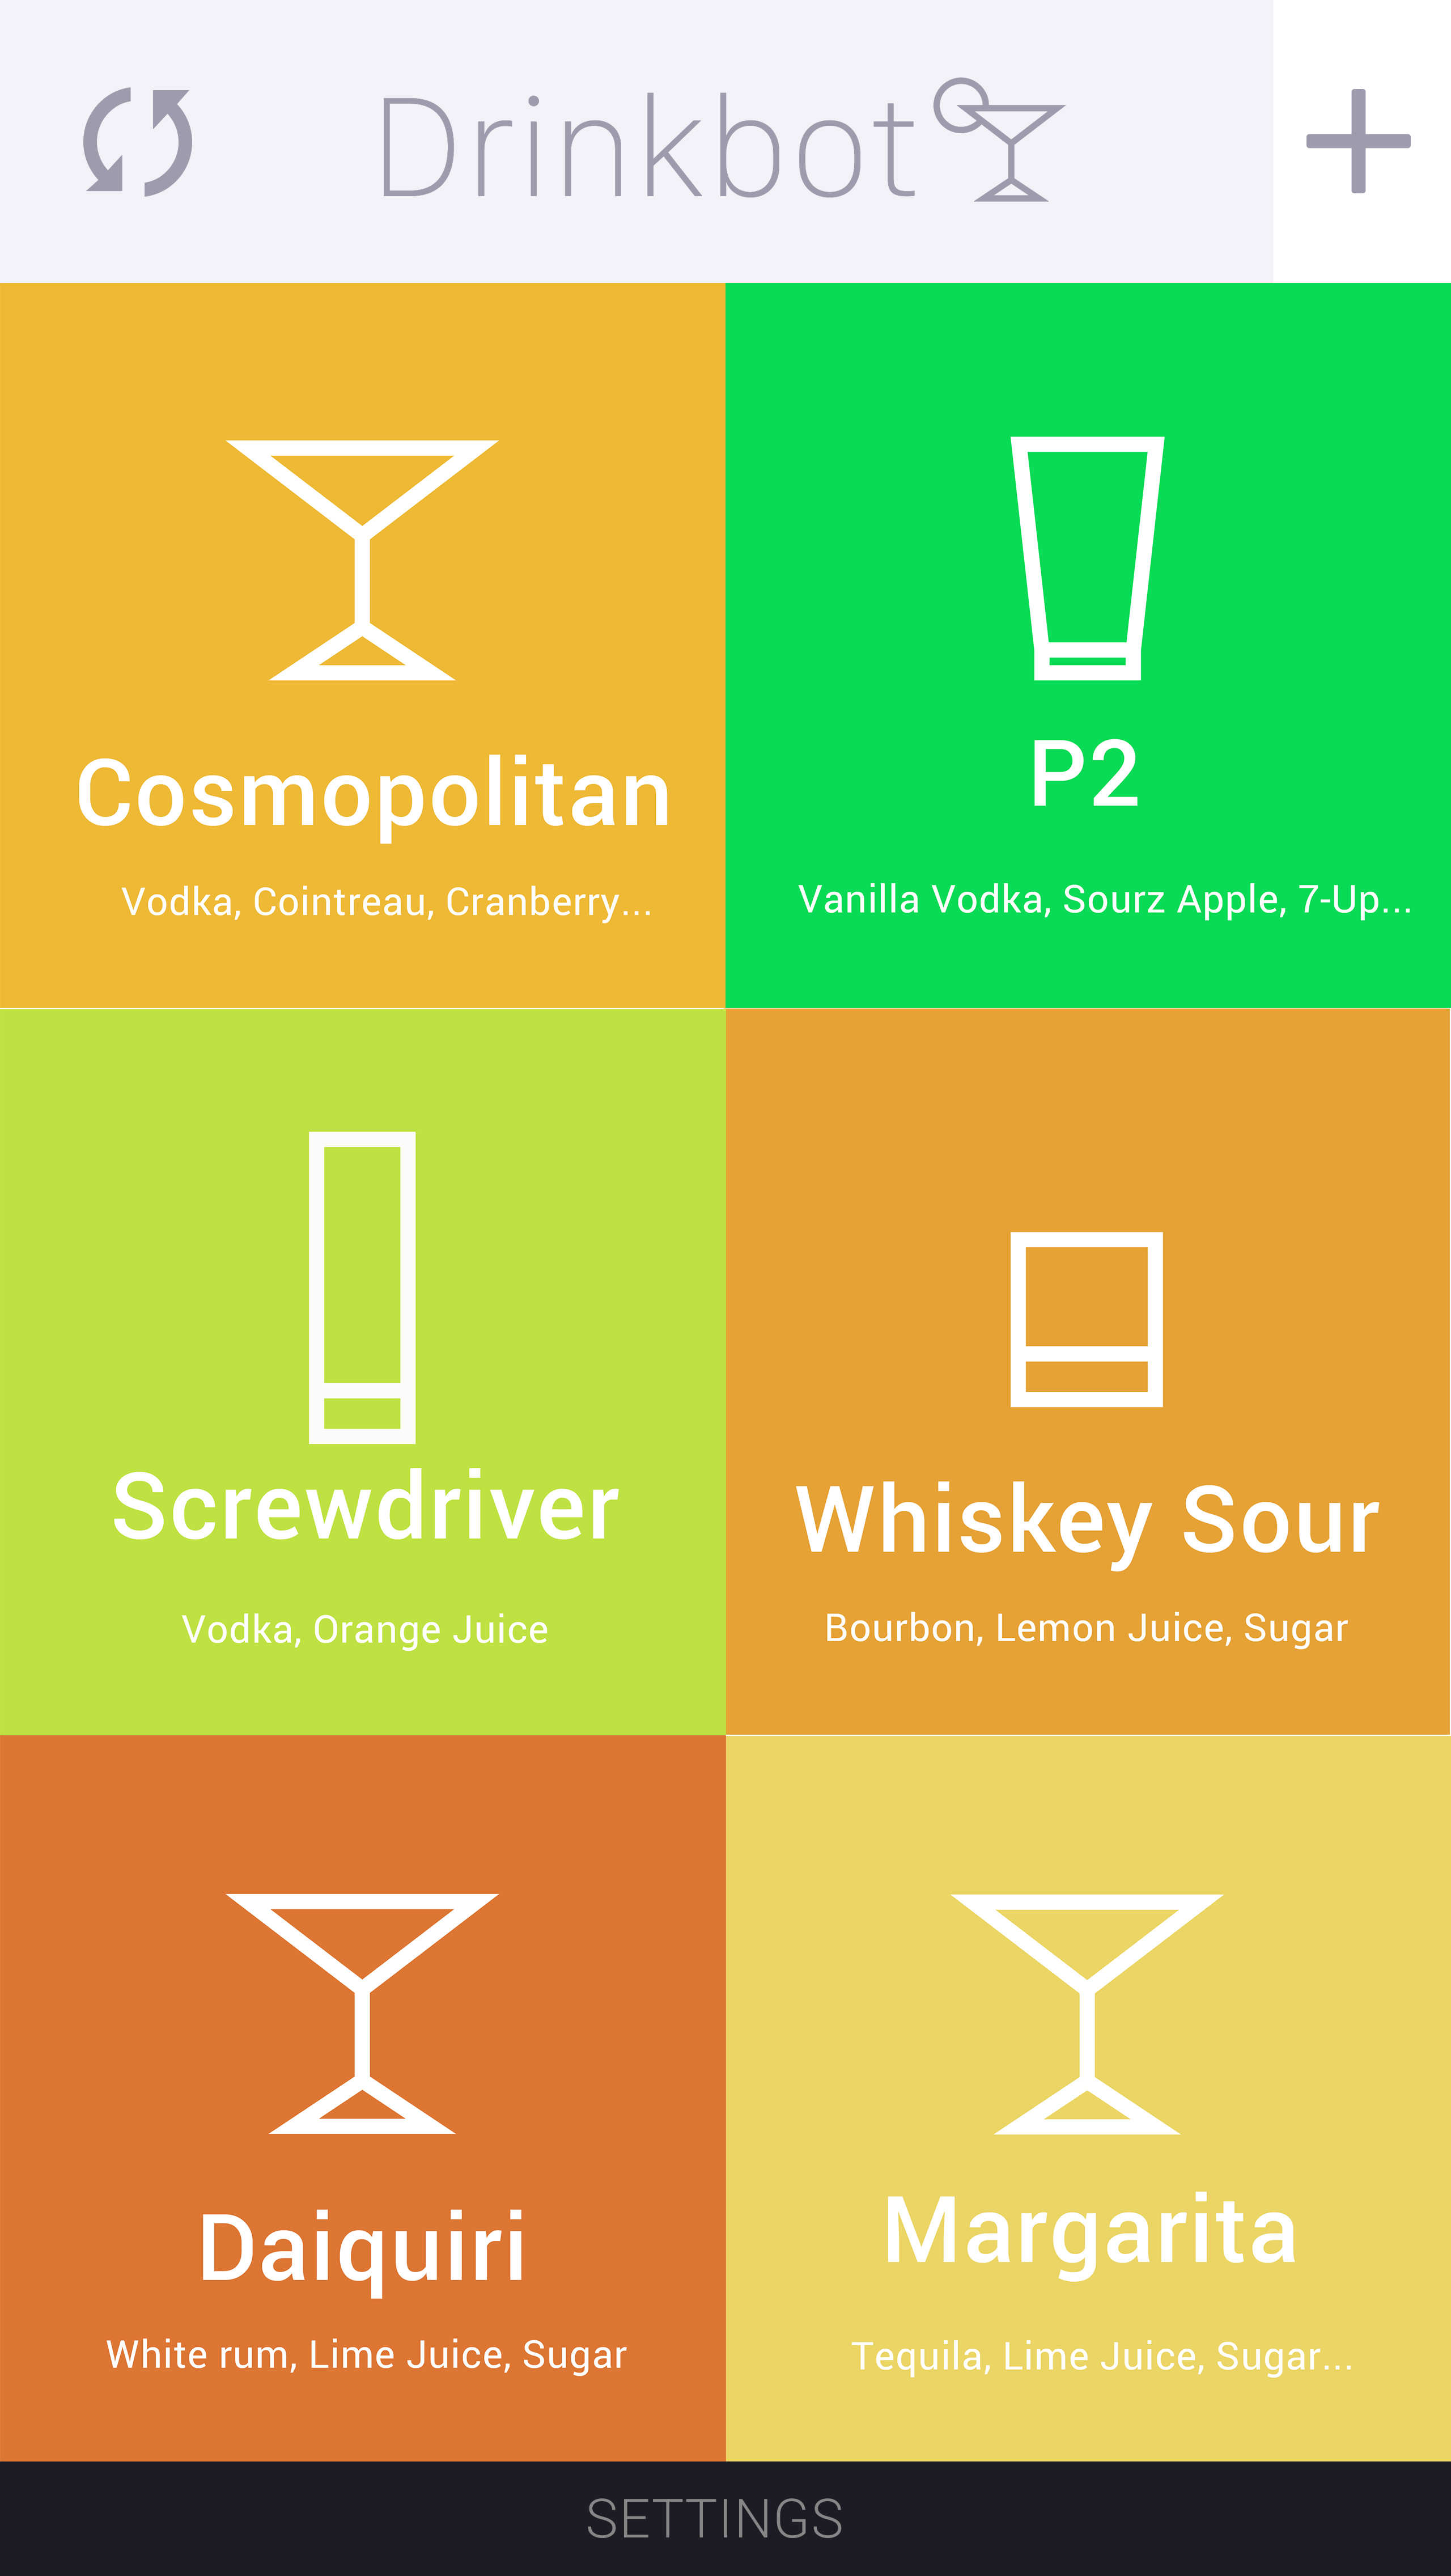 Drinkbot
Cosmopolitan
Vodka, Cointreau, Cranberry...
P2
Vanilla Vodka, Sourz Apple, 7-Up...
Screwdriver
Vodka, Orange Juice
Whiskey Sour
Bourbon, Lemon Juice, Sugar
Daiquiri
White rum, Lime Juice, Sugar
Margarita
Tequila, Lime Juice, Sugar...
SETTINGS